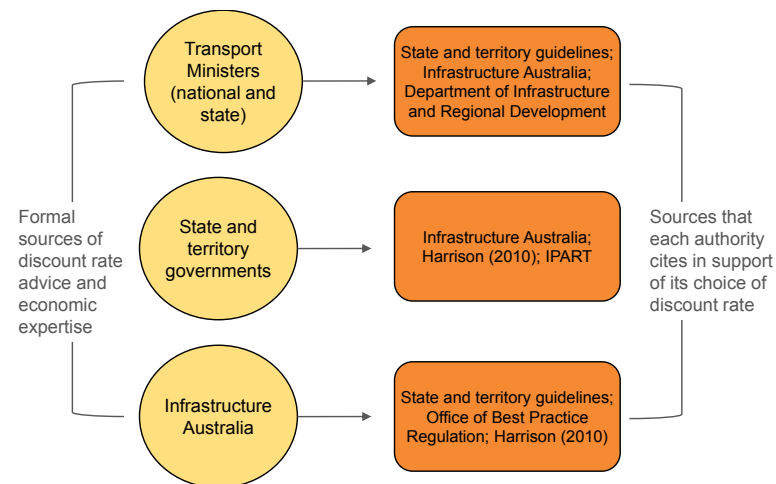 Transport
Ministers
(national and
state)
State and territory guidelines;
Infrastructure Australia;
Department of Infrastructure
and Regional Development
Formal
sources of
discount rate
advice and
economic
expertise
State and
territory
governments
Infrastructure Australia;
Harrison (2010); IPART
Sources that
each authority
cites in support
of its choice of
discount rate
Infrastructure
Australia
State and territory guidelines;
Office of Best Practice
Regulation; Harrison (2010)